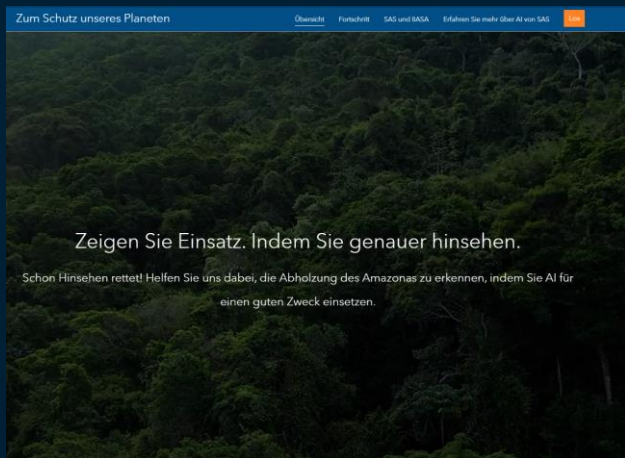 Zum Schutz unseres Planeten
Übersicht Fortschritt SAS und IIASA Erfahren Sie mehr über AI von SAS Los
Zeigen Sie Einsatz. Indem Sie genauer hinsehen.
Schon Hinsehen rettet! Helfen Sie uns dabei, die Abholzung des Amazonas zu erkennen, indem Sie AI für
einen guten Zweck einsetzen.